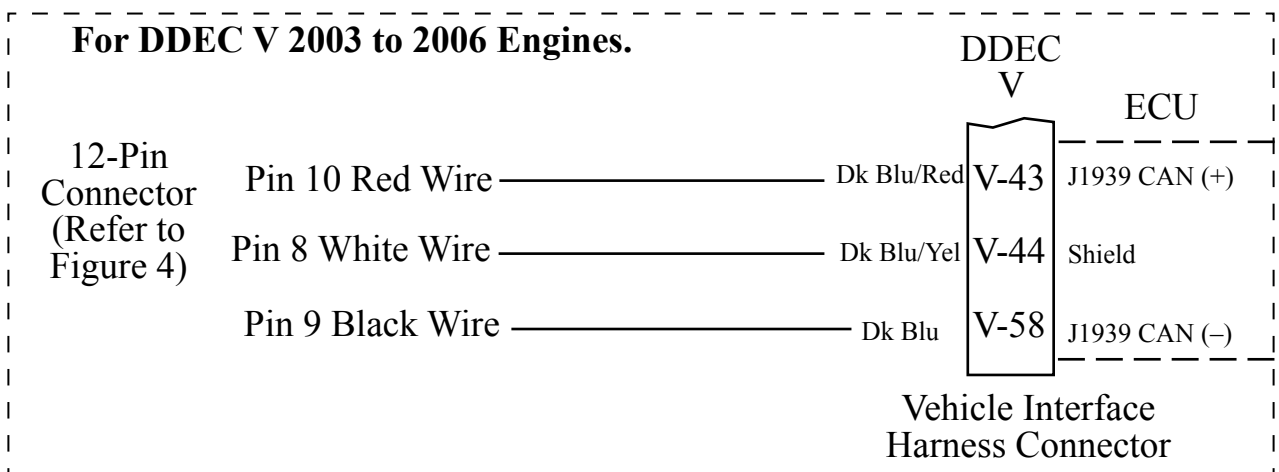 For DDEC V 2003 to 2006 Engines.
DDEC
V
ECU
12-Pin
Connector
(Refer to
Figure 4)
Pin 10 Red Wire Dk Blu/Red V-43 J1939 CAN (+)
Pin 8 White Wire Dk Blu/Yel V-44 Shield
Pin 9 Black Wire Dk Blu V-58 J1939 CAN (–)
Vehicle Interface
Harness Connector